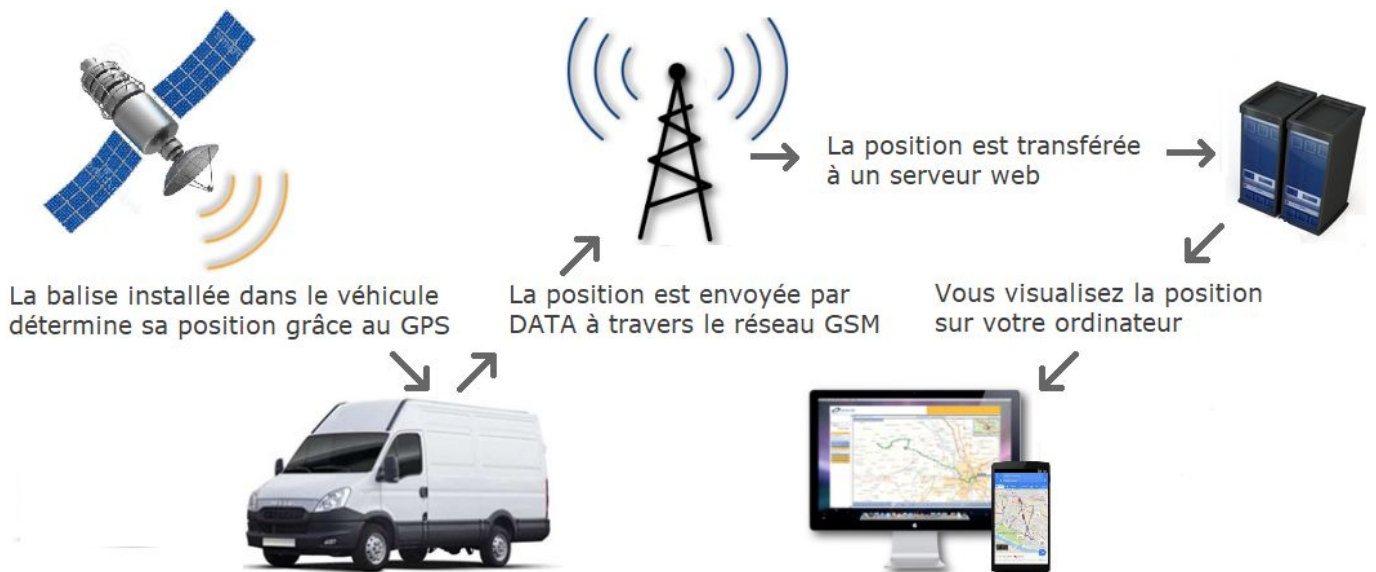 La position est transférée
à un serveur web
La balise installée dans le véhicule
détermine sa position grâce au GPS
La position est envoyée par
DATA à travers le réseau GSM
Vous visualisez la position
sur votre ordinateur